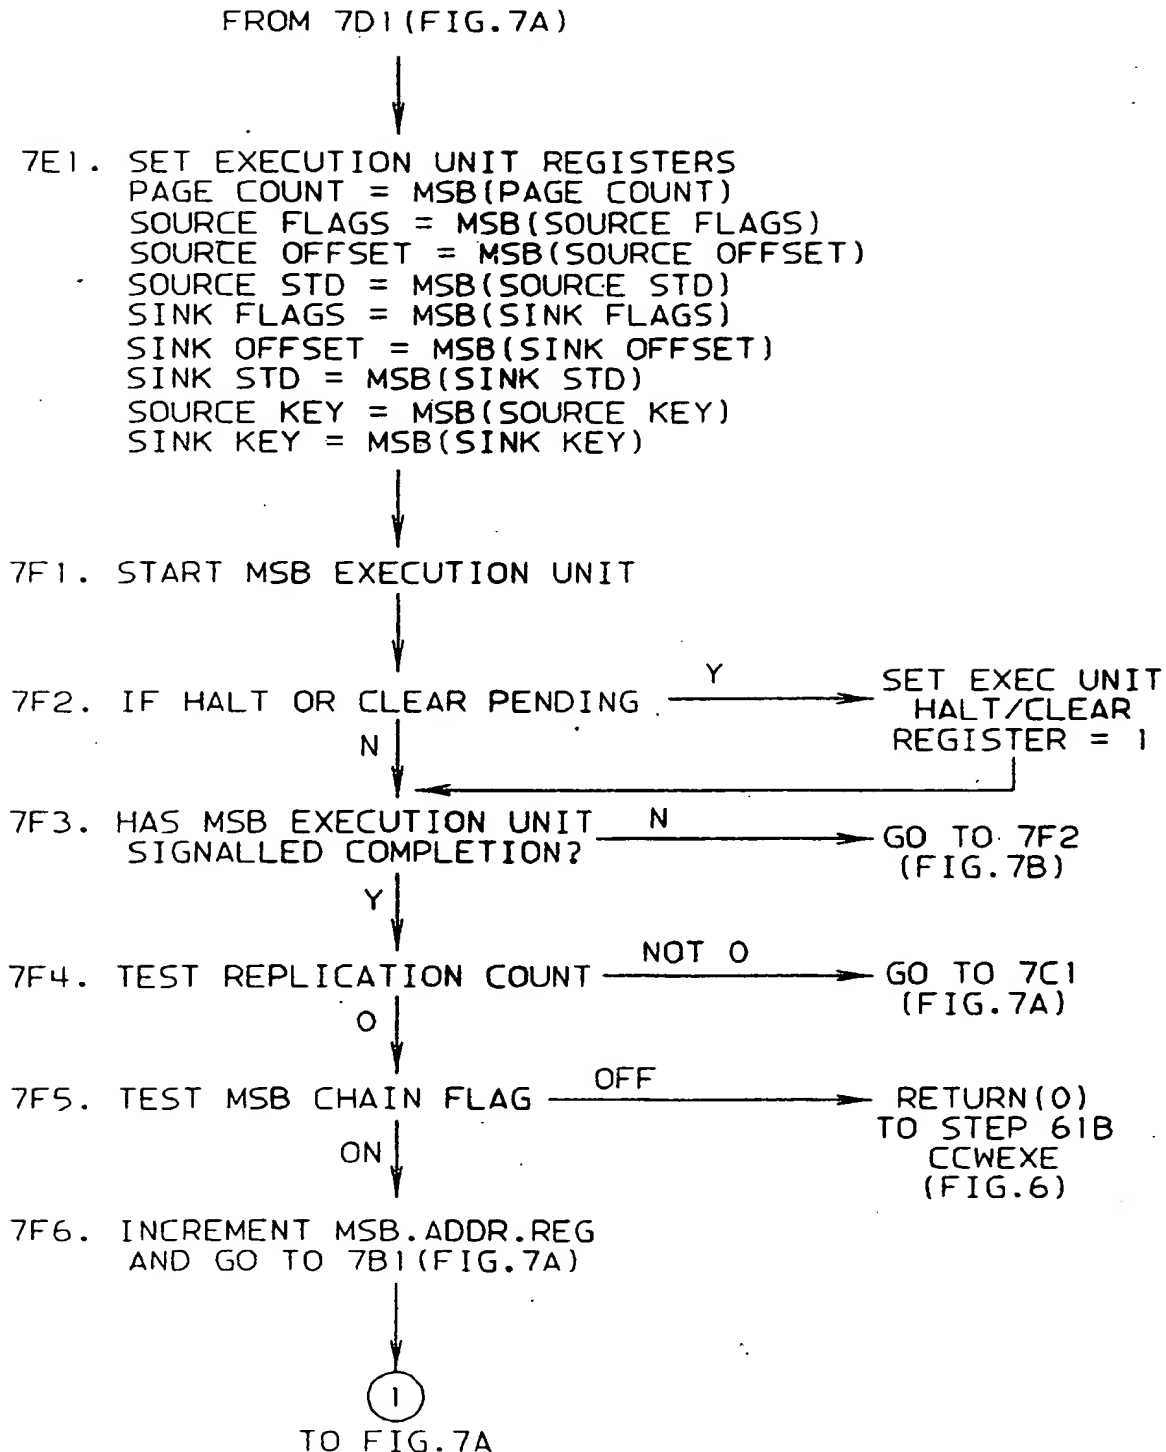 FROM 7D1(FIG.7A)
7E1. SET EXECUTION UNIT REGISTERS
PAGE COUNT = MSB(PAGE COUNT)
SOURCE FLAGS = MSB(SOURCE FLAGS)
SOURCE OFFSET = MSB(SOURCE OFFSET)
SOURCE STD = MSB(SOURCE STD)
SINK FLAGS = MSB(SINK FLAGS)
SINK OFFSET = MSB(SINK OFFSET)
SINK STD = MSB(SINK STD)
SOURCE KEY = MSB(SOURCE KEY)
SINK KEY = MSB(SINK KEY)
7F1. START MSB EXECUTION UNIT
7F2. IF HALT OR CLEAR PENDING
Y
SET EXEC UNIT
HALT/CLEAR
REGISTER = 1
N
7F3. HAS MSB EXECUTION UNIT
SIGNALLED COMPLETION?
N
GO TO 7F2
(FIG.7B)
Y
7F4. TEST REPLICATION COUNT
NOT 0
GO TO 7C1
(FIG.7A)
0
7F5. TEST MSB CHAIN FLAG
OFF
RETURN(0)
TO STEP 61B
CCWEXE
(FIG.6)
ON
7F6. INCREMENT MSB.ADDR.REG
AND GO TO 7B1(FIG.7A)
1
TO FIG.7A